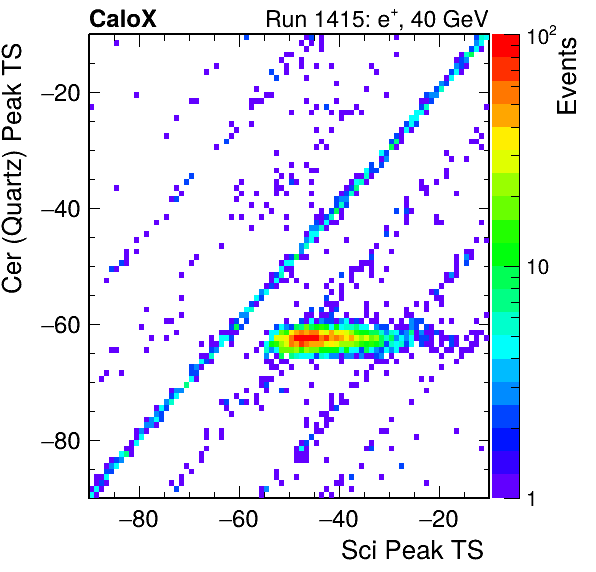 CaloX
Run 1415: e+, 40 GeV
Cer (Quartz) Peak TS
−20
−40
−60
−80
−80
−60
−40
−20
Sci Peak TS
10²
10
1
Events